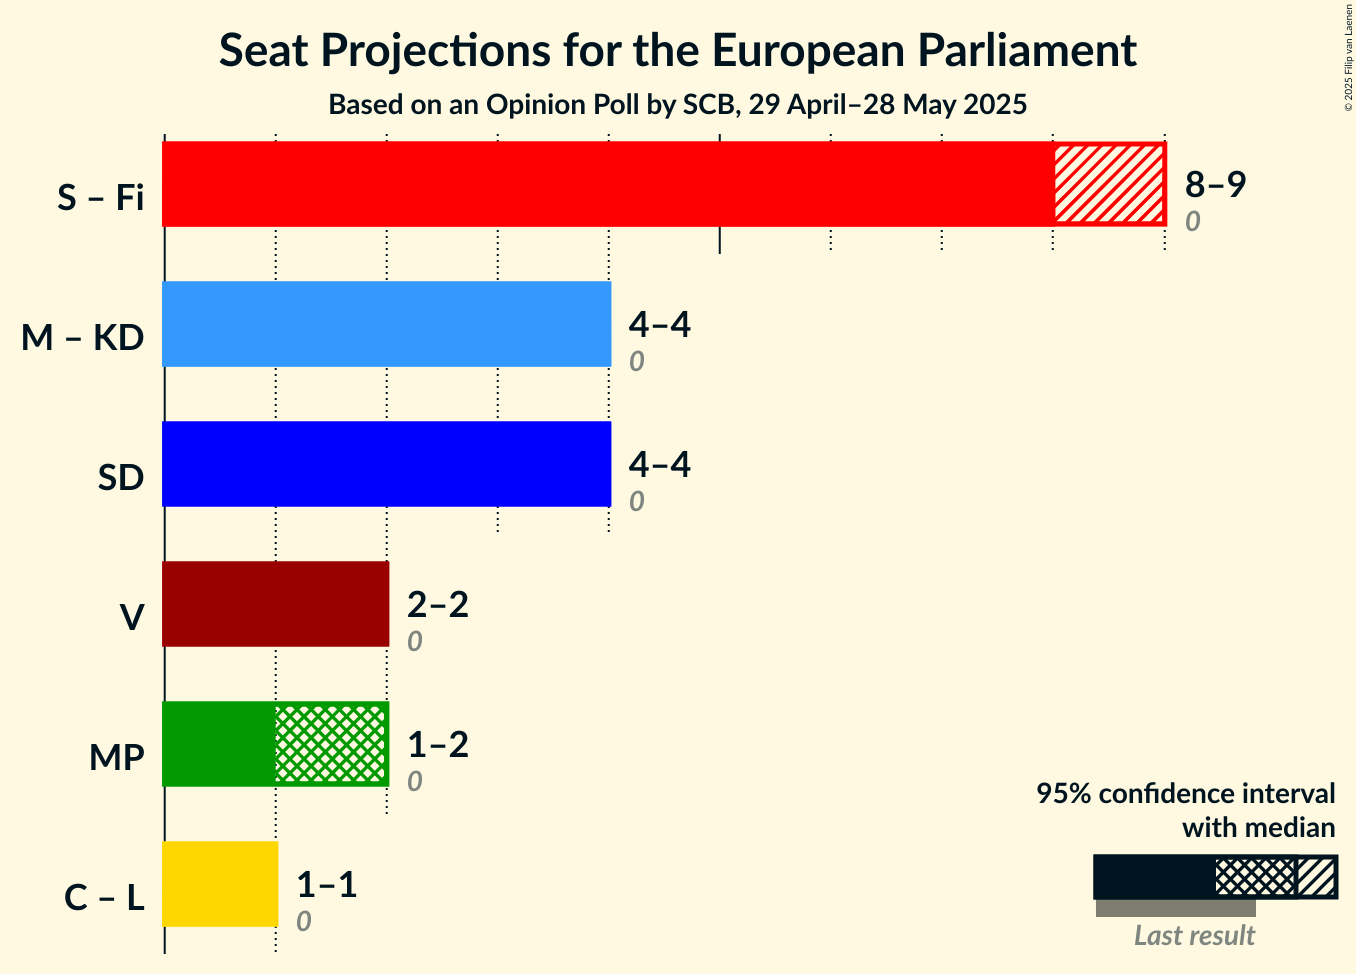 Seat Projections for the European Parliament
Based on an Opinion Poll by SCB, 29 April–28 May 2025
© 2025 Filip van Laenen
S – Fi
8–9
0
M – KD
4–4
0
SD
4–4
0
V
2–2
0
MP
1–2
0
C – L
1–1
0
95% confidence interval
with median
Last result